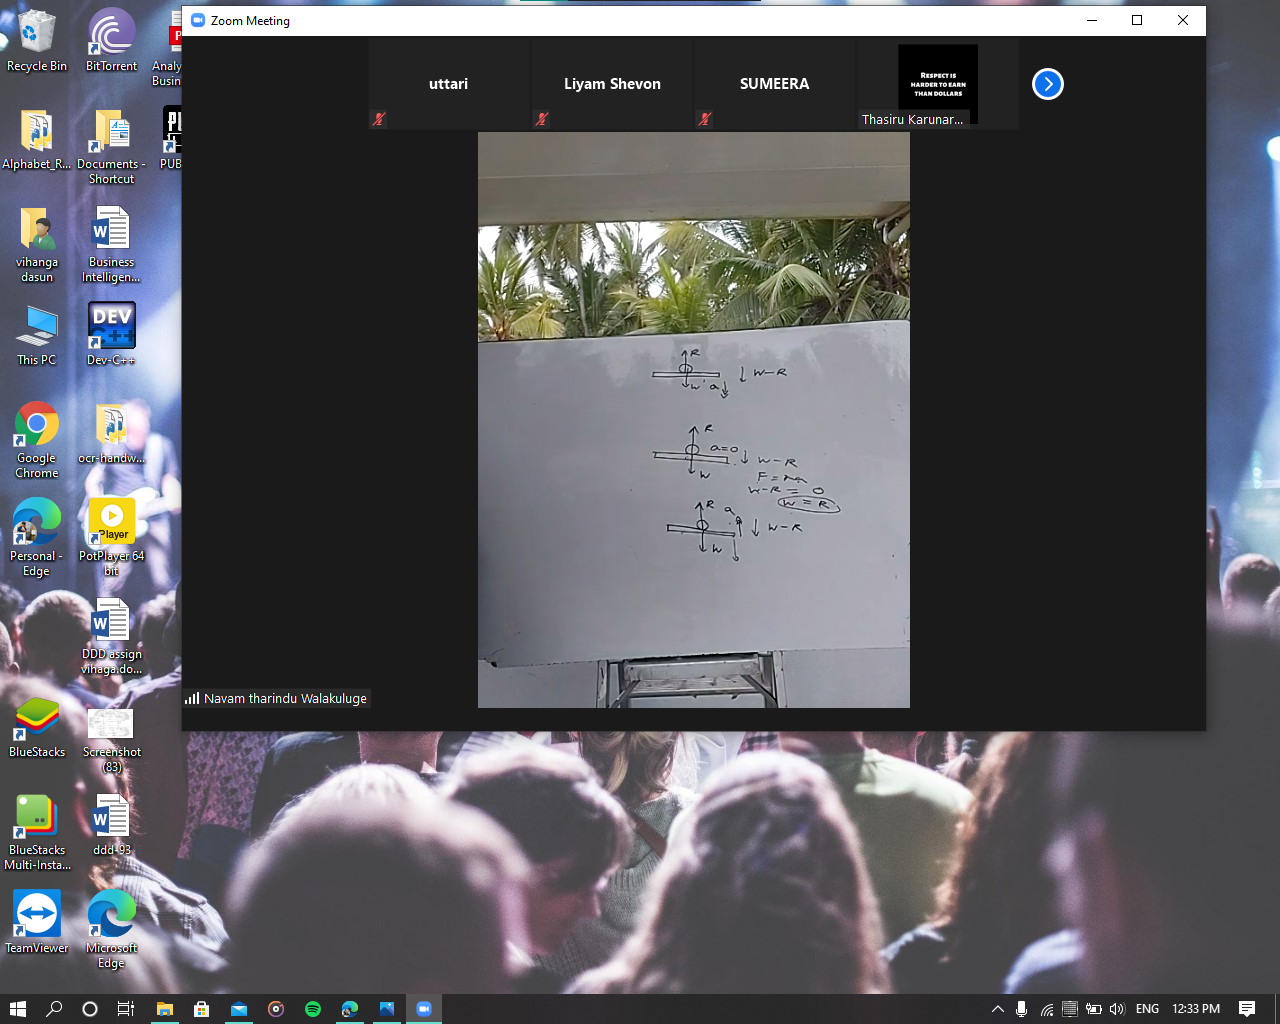 Zoom Meeting
Recycle Bin
BitTorrent
Analy
Busin
uttari
Liyam Shevon
SUMEERA
RESPECT IS
HARDER TO EARN
THAN DOLLARS
Thasiru Karunar...
Alphabet_R...
Documents -
Shortcut
PUB
vihanga
dasun
Business
Intelligen...
This PC
DEV
C++
Dev-C++
Google
Chrome
ocr-handw...
Personal -
Edge
Player
PotPlayer 64
bit
DDD assign
vihaga.do...
BlueStacks
Screenshot
(83)
BlueStacks
Multi-Insta...
ddd-93
TeamViewer
Microsoft
Edge
R
W a
W-R
R
a=0
W-R
W
F=ma
W-R = 0
W = R
R a
W-R
W
Navam tharindu Walakuluge
ENG
12:33 PM